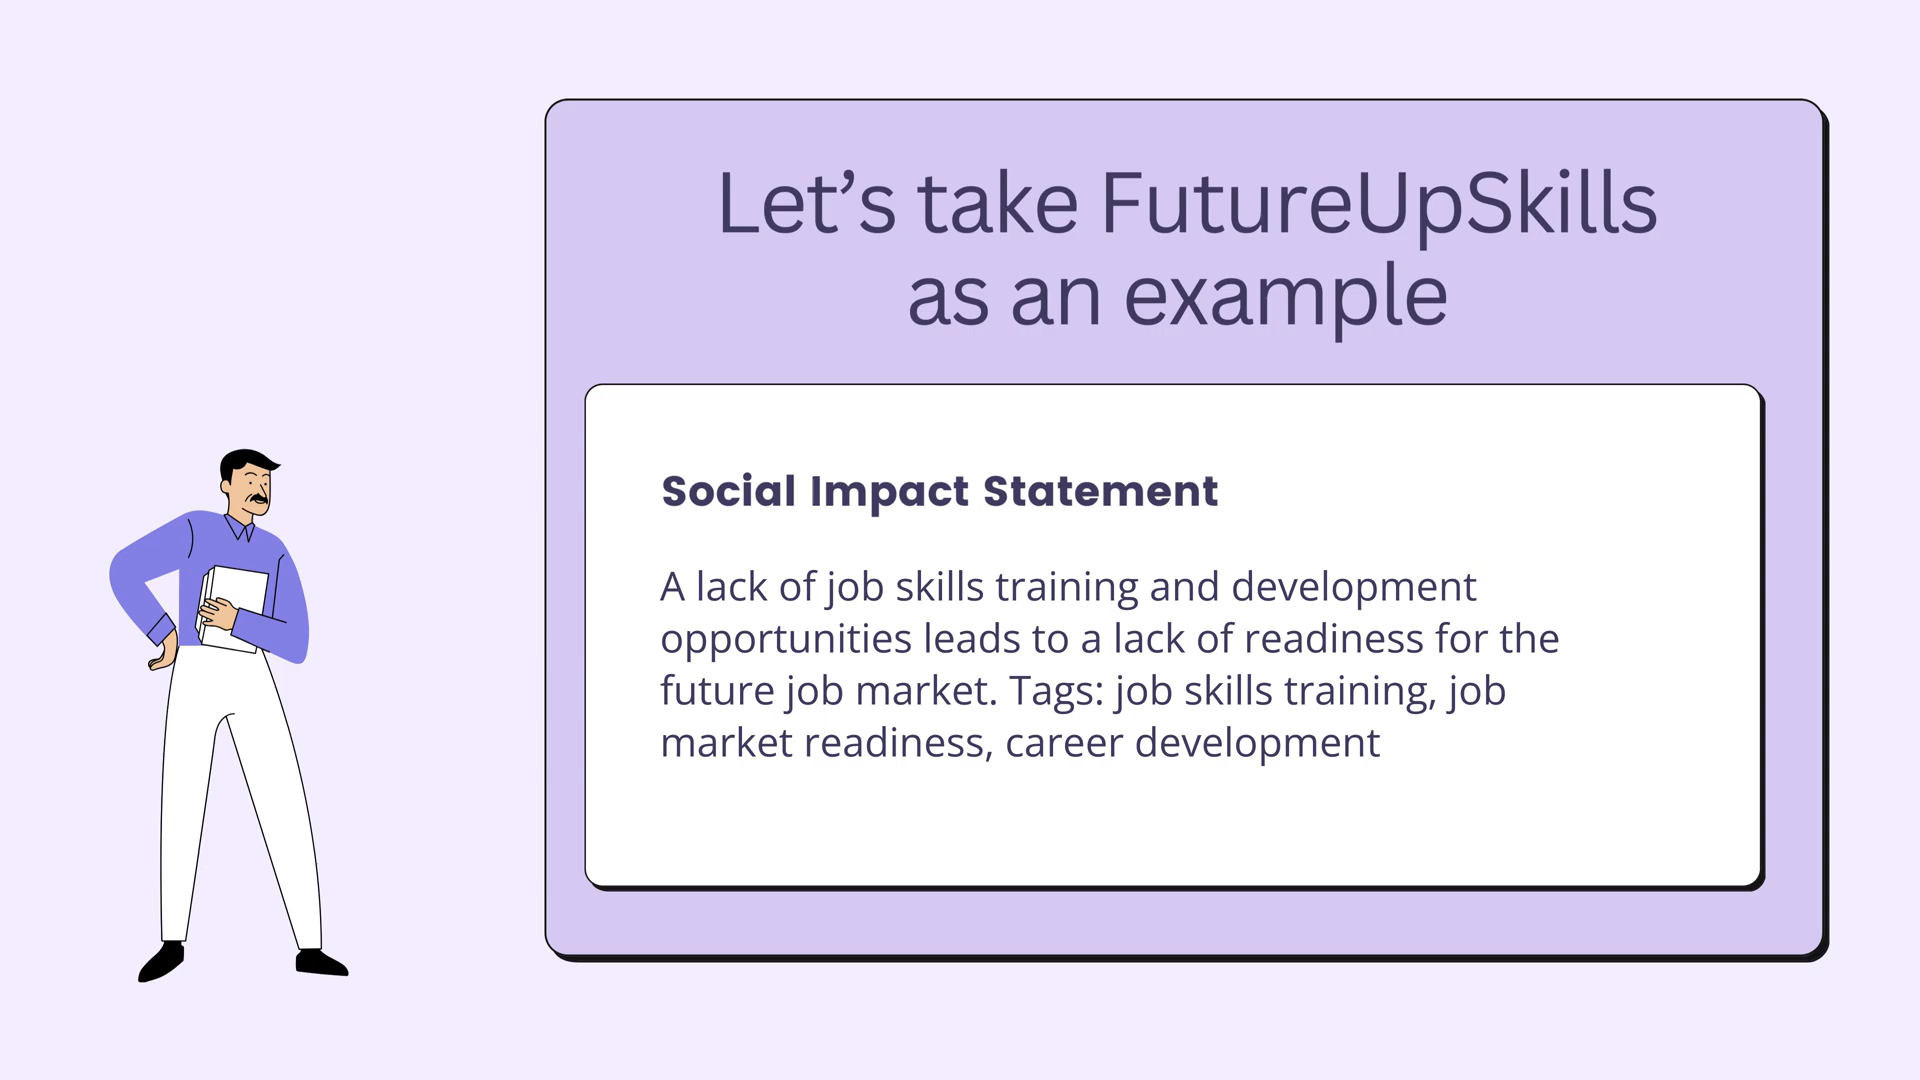 Let’s take FutureUpSkills
as an example
Social Impact Statement
A lack of job skills training and development
opportunities leads to a lack of readiness for the
future job market. Tags: job skills training, job
market readiness, career development